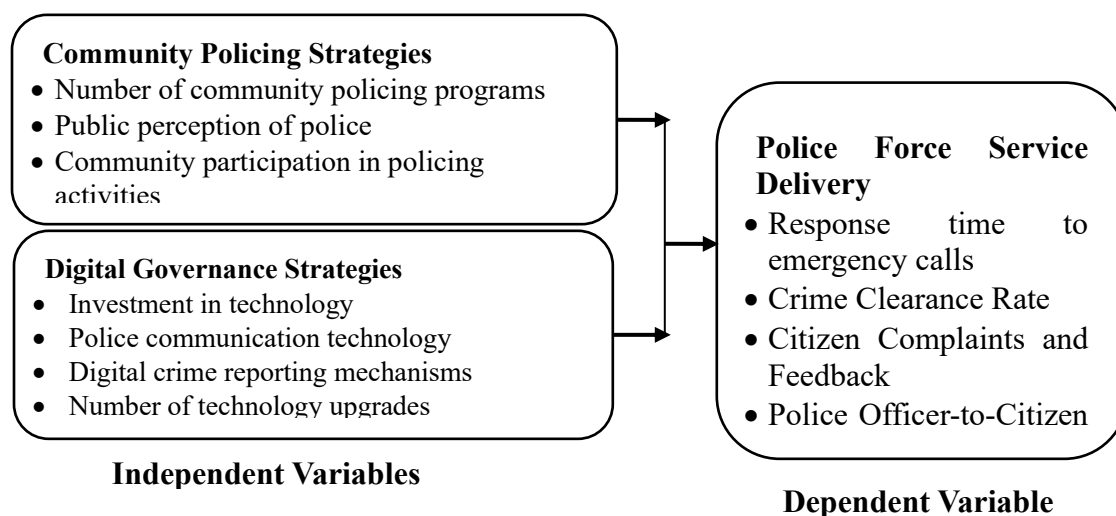 Community Policing Strategies
• Number of community policing programs
• Public perception of police
• Community participation in policing
activities
Digital Governance Strategies
• Investment in technology
• Police communication technology
• Digital crime reporting mechanisms
• Number of technology upgrades
Independent Variables
Police Force Service
Delivery
• Response time to
emergency calls
• Crime Clearance Rate
• Citizen Complaints and
Feedback
• Police Officer-to-Citizen
Dependent Variable